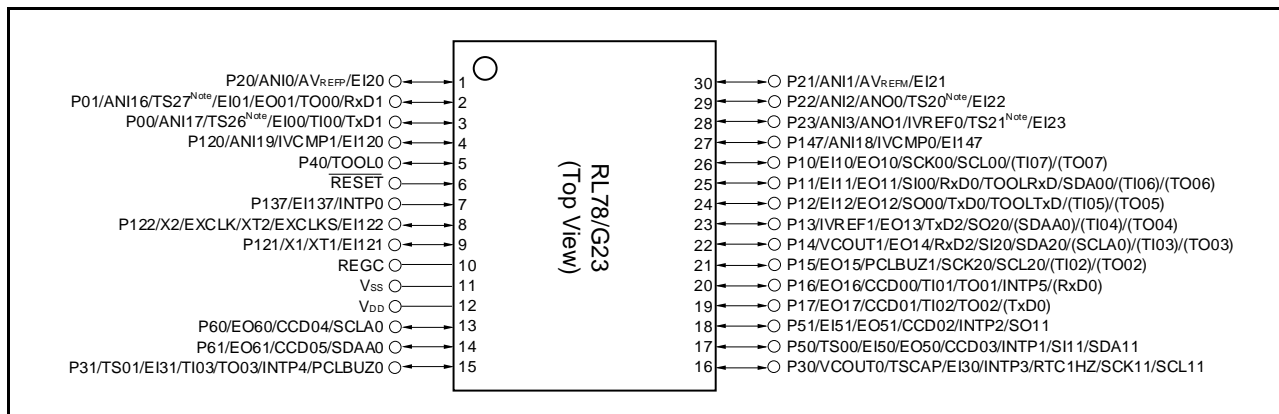 P20/ANI0/AVREFP/EI20 1
P01/ANI16/TS27Note/EI01/EO01/TO00/RxD1 2
P00/ANI17/TS26Note/EI00/TI00/TxD1 3
P120/ANI19/IVCMP1/EI120 4
P40/TOOL0 5
RESET 6
P137/EI137/INTP0 7
P122/X2/EXCLK/XT2/EXCLKS/EI122 8
P121/X1/XT1/EI121 9
REGC 10
VSS 11
VDD 12
P60/EO60/CCD04/SCLA0 13
P61/EO61/CCD05/SDAA0 14
P31/TS01/EI31/TI03/TO03/INTP4/PCLBUZ0 15
RL78/G23
(Top View)
30 P21/ANI1/AVREFM/EI21
29 P22/ANI2/ANO0/TS20Note/EI22
28 P23/ANI3/ANO1/IVREF0/TS21Note/EI23
27 P147/ANI18/IVCMP0/EI147
26 P10/EI10/EO10/SCK00/SCL00/(TI07)/(TO07)
25 P11/EI11/EO11/SI00/RxD0/TOOLRxD/SDA00/(TI06)/(TO06)
24 P12/EI12/EO12/SO00/TxD0/TOOLTxD/(TI05)/(TO05)
23 P13/IVREF1/EO13/TxD2/SO20/(SDAA0)/(TI04)/(TO04)
22 P14/VCOUT1/EO14/RxD2/SI20/SDA20/(SCLA0)/(TI03)/(TO03)
21 P15/EO15/PCLBUZ1/SCK20/SCL20/(TI02)/(TO02)
20 P16/EO16/CCD00/TI01/TO01/INTP5/(RxD0)
19 P17/EO17/CCD01/TI02/TO02/(TxD0)
18 P51/EI51/EO51/CCD02/INTP2/SO11
17 P50/TS00/EI50/EO50/CCD03/INTP1/SI11/SDA11
16 P30/VCOUT0/TSCAP/EI30/INTP3/RTC1HZ/SCK11/SCL11